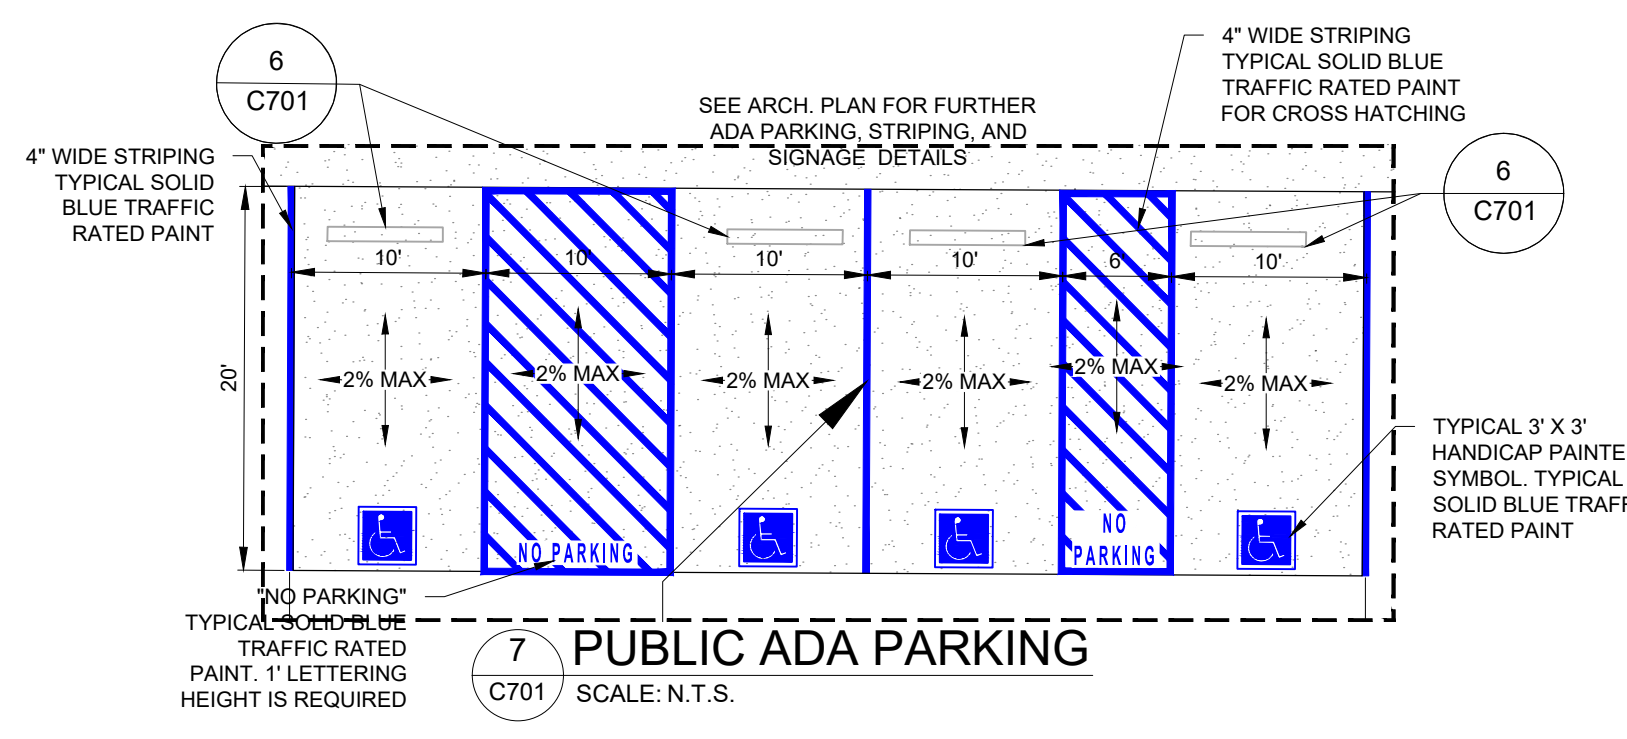 6
C701
4" WIDE STRIPING
TYPICAL SOLID
BLUE TRAFFIC
RATED PAINT
SEE ARCH. PLAN FOR FURTHER
ADA PARKING, STRIPING, AND
SIGNAGE DETAILS
4" WIDE STRIPING
TYPICAL SOLID BLUE
TRAFFIC RATED PAINT
FOR CROSS HATCHING
6
C701
10'
10'
10'
10'
6'
10'
20'
2% MAX
2% MAX
2% MAX
2% MAX
2% MAX
2% MAX
TYPICAL 3' X 3'
HANDICAP PAINTE
SYMBOL. TYPICAL
SOLID BLUE TRAFF
RATED PAINT
NO PARKING
NO
PARKING
"NO PARKING"
TYPICAL SOLID BLUE
TRAFFIC RATED
PAINT. 1' LETTERING
HEIGHT IS REQUIRED
7
C701
PUBLIC ADA PARKING
SCALE: N.T.S.